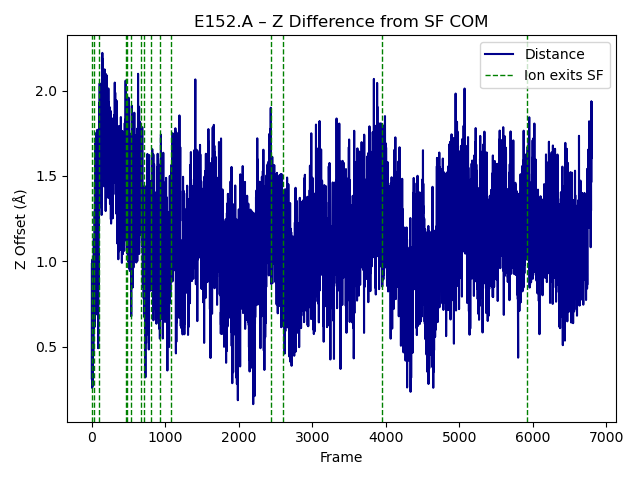 E152.A – Z Difference from SF COM
Distance
Ion exits SF
Z Offset (Å)
2.0
1.5
1.0
0.5
0 1000 2000 3000 4000 5000 6000 7000
Frame